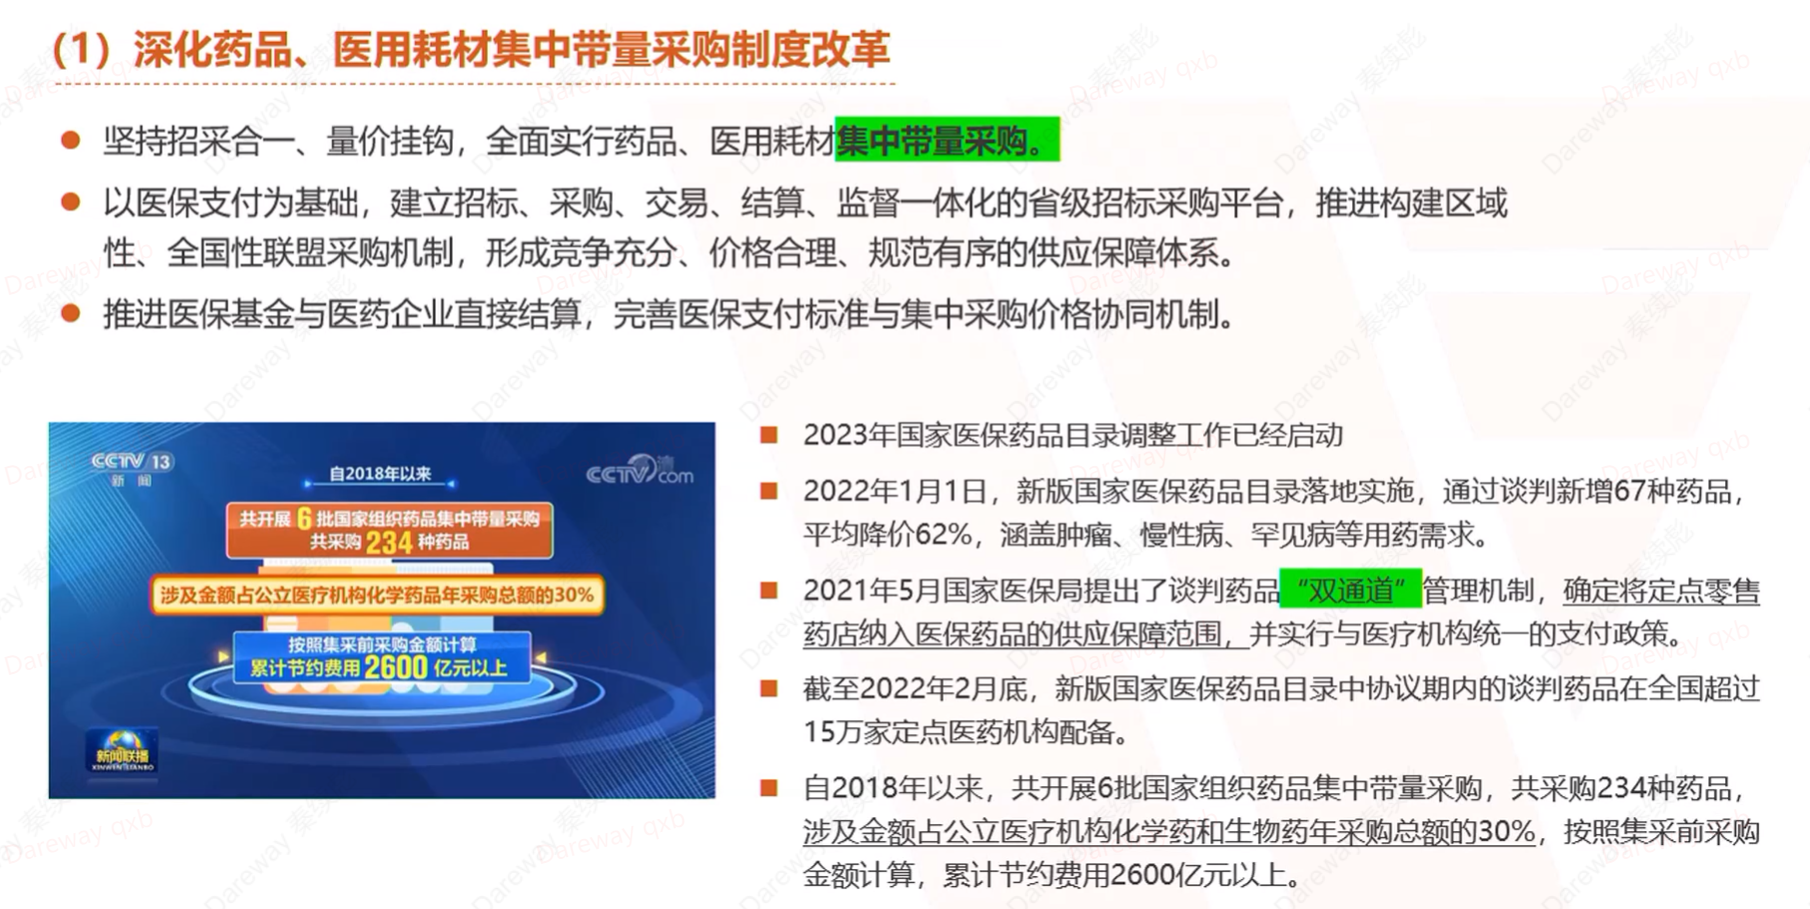 （1）深化药品、医用耗材集中带量采购制度改革
坚持招采合一、量价挂钩，全面实行药品、医用耗材集中带量采购。
以医保支付为基础，建立招标、采购、交易、结算、监督一体化的省级招标采购平台，推进构建区域
性、全国性联盟采购机制，形成竞争充分、价格合理、规范有序的供应保障体系。
推进医保基金与医药企业直接结算，完善医保支付标准与集中采购价格协同机制。
CCTV 13
新闻
CCTV com
自2018年以来
共开展 6 批国家组织药品集中带量采购
共采购 234 种药品
涉及金额占公立医疗机构化学药品年采购总额的30%
按照集采前采购金额计算
累计节约费用 2600 亿元以上
新闻联播
XINWEN LIANBO
2023年国家医保药品目录调整工作已经启动
2022年1月1日，新版国家医保药品目录落地实施，通过谈判新增67种药品，
平均降价62%，涵盖肿瘤、慢性病、罕见病等用药需求。
2021年5月国家医保局提出了谈判药品“双通道”管理机制，确定将定点零售
药店纳入医保药品的供应保障范围，并实行与医疗机构统一的支付政策。
截至2022年2月底，新版国家医保药品目录中协议期内的谈判药品在全国超过
15万家定点医药机构配备。
自2018年以来，共开展6批国家组织药品集中带量采购，共采购234种药品，
涉及金额占公立医疗机构化学药和生物药年采购总额的30%，按照集采前采购
金额计算，累计节约费用2600亿元以上。
Dareway 秦续彪
Dareway qxb